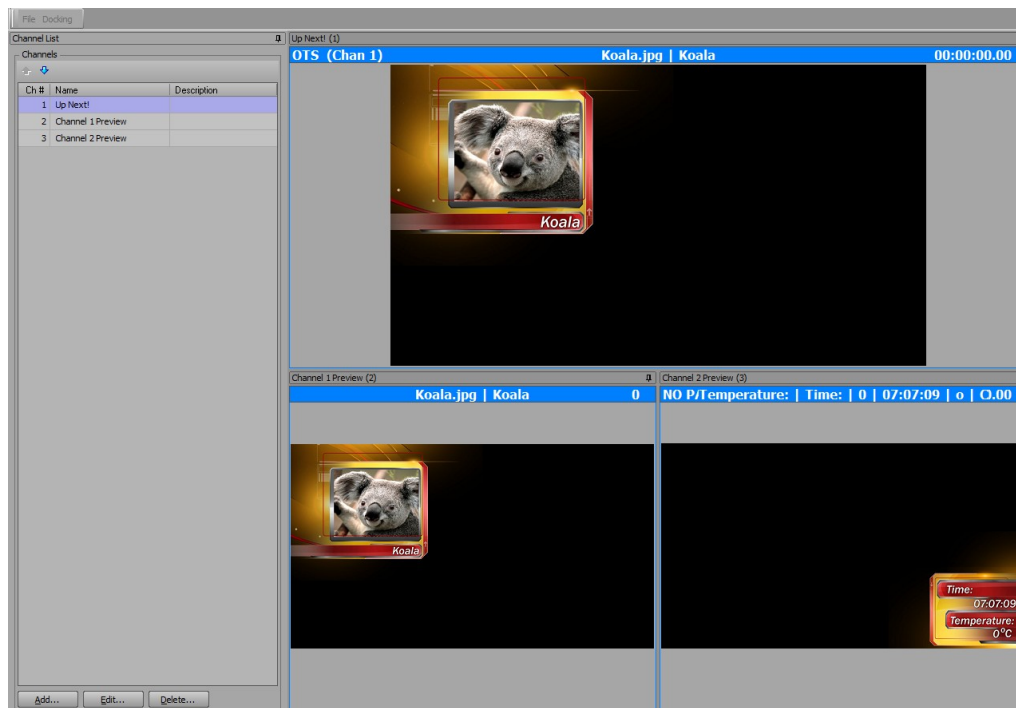 File Docking
Channel List
Channels
Ch # Name Description
1 Up Next!
2 Channel 1 Preview
3 Channel 2 Preview
Add... Edit... Delete...
Up Next! (1)
OTS (Chan 1) Koala.jpg | Koala 00:00:00.00
Koala
Channel 1 Preview (2)
Koala.jpg | Koala 0
Koala
Channel 2 Preview (3)
NO P/Temperature: | Time: | 0 | 07:07:09 | o |
Time:
07:07:09
Temperature:
0°C